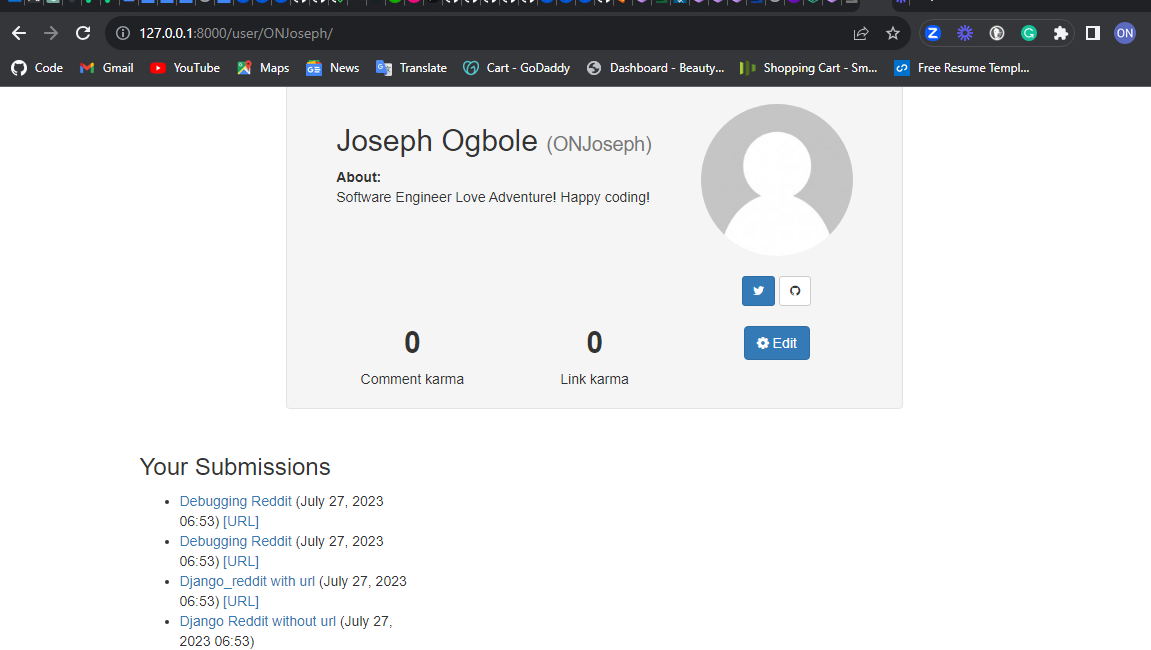 127.0.0.1:8000/user/ONJoseph/
ON
Code Gmail YouTube Maps News Translate Cart - GoDaddy Dashboard - Beauty... Shopping Cart - Sm... Free Resume Templ...
Joseph Ogbole (ONJoseph)
About:
Software Engineer Love Adventure! Happy coding!
0 0
Edit
Comment karma Link karma
Your Submissions
Debugging Reddit (July 27, 2023
06:53) [URL]
Debugging Reddit (July 27, 2023
06:53) [URL]
Django_reddit with url (July 27, 2023
06:53) [URL]
Django Reddit without url (July 27,
2023 06:53)